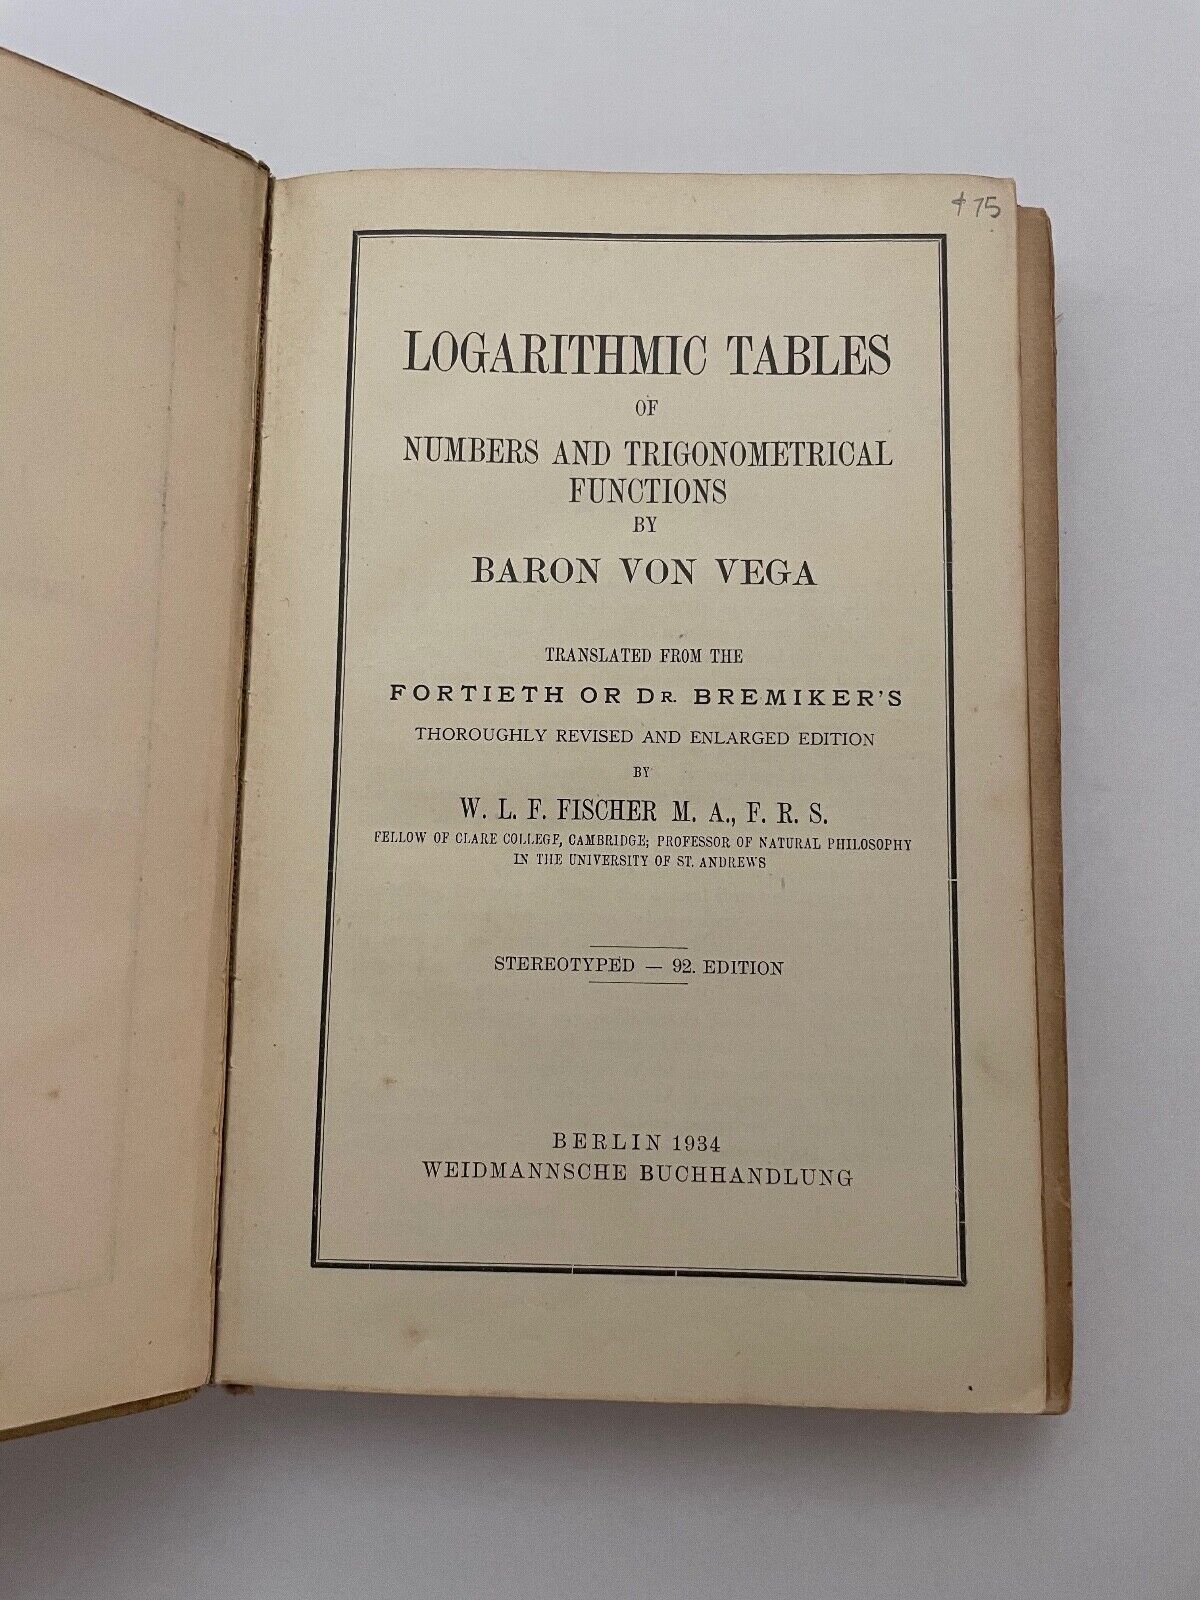 $75
LOGARITHMIC TABLES
OF
NUMBERS AND TRIGONOMETRICAL
FUNCTIONS
BY
BARON VON VEGA
TRANSLATED FROM THE
FORTIETH OR DR. BREMIKER'S
THOROUGHLY REVISED AND ENLARGED EDITION
BY
W. L. F. FISCHER M. A., F. R. S.
FELLOW OF CLARE COLLEGE, CAMBRIDGE; PROFESSOR OF NATURAL PHILOSOPHY
IN THE UNIVERSITY OF ST. ANDREWS
STEREOTYPED — 92. EDITION
BERLIN 1934
WEIDMANNSCHE BUCHHANDLUNG